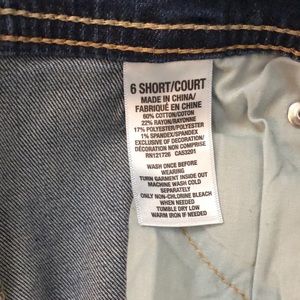 6 SHORT/COURT
MADE IN CHINA/
FABRIQUÉ EN CHINE
60% COTTON/COTON
22% RAYON/RAYONNE
17% POLYESTER/POLYESTER
1% SPANDEX/SPANDEX
EXCLUSIVE OF DECORATION/
DÉCORATION NON COMPRISE
RN121726 CA53201
WASH ONCE BEFORE
WEARING
TURN GARMENT INSIDE OUT
MACHINE WASH COLD
SEPARATELY
ONLY NON-CHLORINE BLEACH
WHEN NEEDED
TUMBLE DRY LOW
WARM IRON IF NEEDED